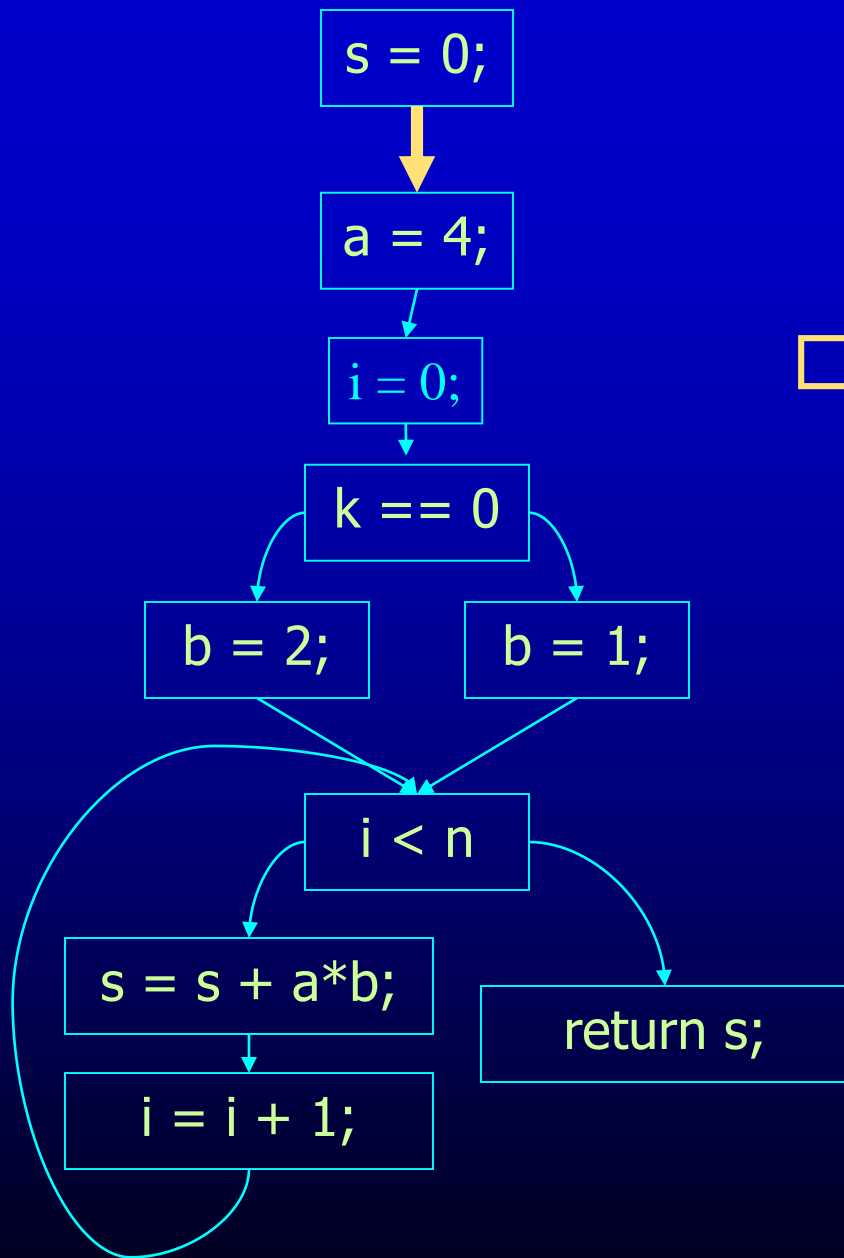 s = 0;
a = 4;
i = 0;
k == 0
b = 2;
b = 1;
i < n
s = s + a*b;
return s;
i = i + 1;